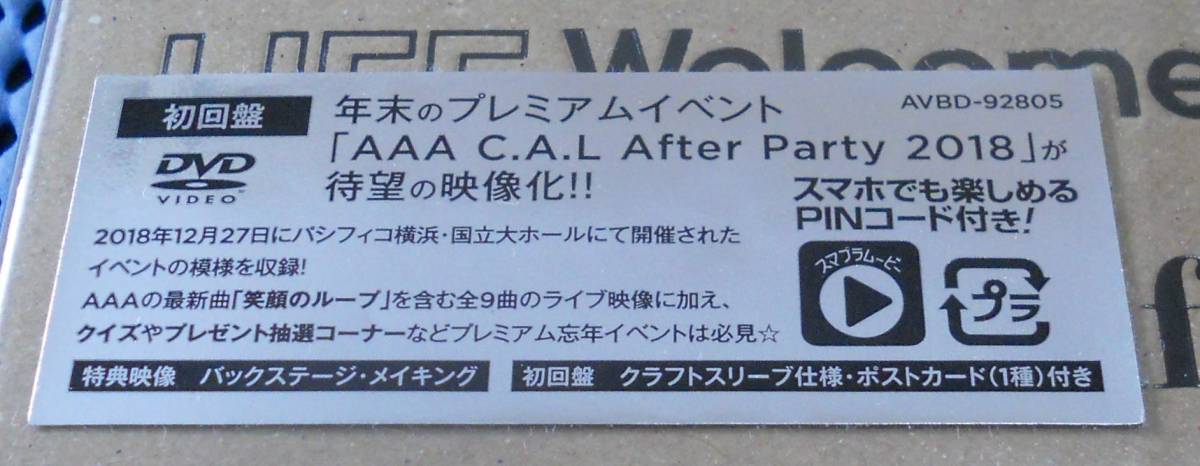 Welcome
初回盤
DVD
VIDEO
年末のプレミアムイベント
「AAA C.A.L After Party 2018」が
待望の映像化!!
AVBD-92805
スマホでも楽しめる
PINコード付き!
2018年12月27日にパシフィコ横浜・国立大ホールにて開催された
イベントの模様を収録!
AAAの最新曲「笑顔のループ」を含む全9曲のライブ映像に加え、
クイズやプレゼント抽選コーナーなどプレミアム忘年イベントは必見☆
スマプラムービー
プラ
特典映像 バックステージ・メイキング
初回盤 クラフトスリーブ仕様・ポストカード(1種)付き